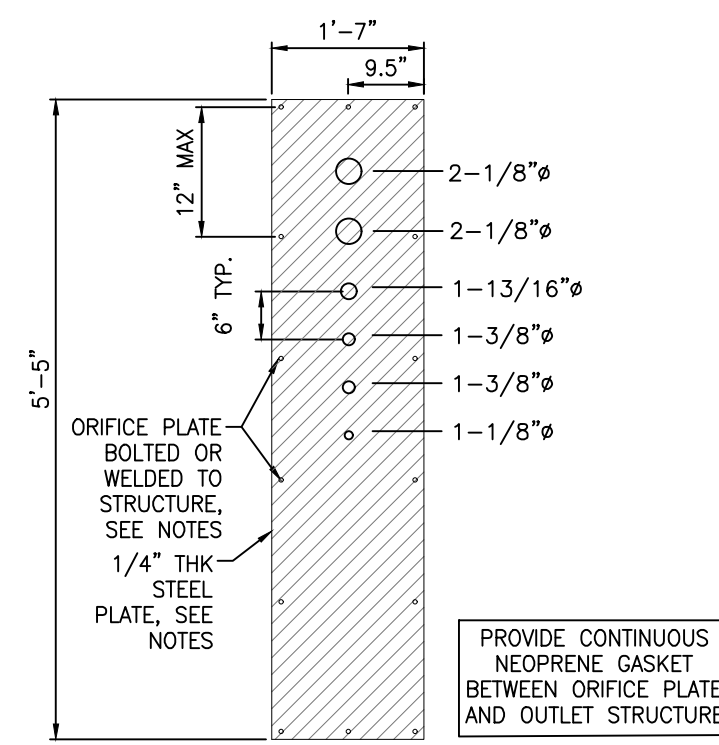 1'-7"
9.5"
12" MAX
2-1/8"ø
2-1/8"ø
6" TYP.
1-13/16"ø
1-3/8"ø
1-3/8"ø
1-1/8"ø
5'-5"
ORIFICE PLATE
BOLTED OR
WELDED TO
STRUCTURE,
SEE NOTES
1/4" THK
STEEL
PLATE, SEE
NOTES
PROVIDE CONTINUOUS
NEOPRENE GASKET
BETWEEN ORIFICE PLATE
AND OUTLET STRUCTURE